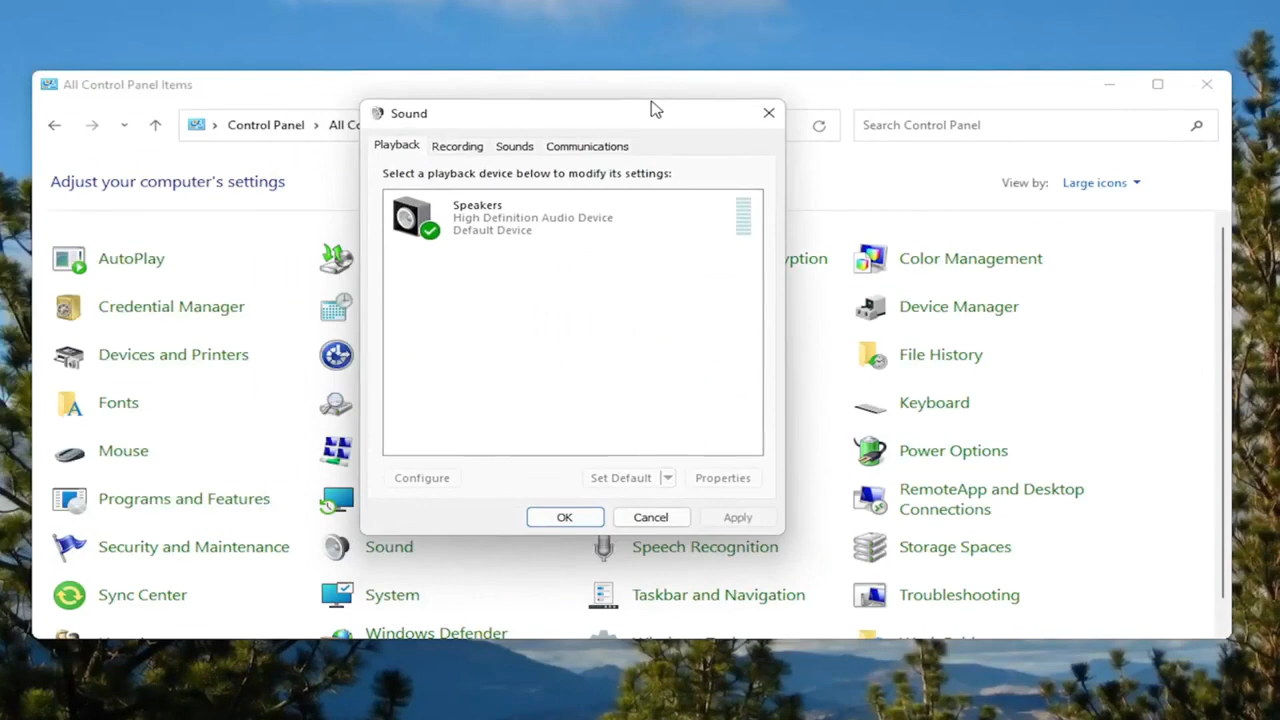 All Control Panel Items
Control Panel
All Co
Search Control Panel
Adjust your computer's settings
View by:
Large icons
Sound
Playback
Recording
Sounds
Communications
Select a playback device below to modify its settings:
Speakers
High Definition Audio Device
Default Device
Configure
Set Default
Properties
OK
Cancel
Apply
AutoPlay
yption
Color Management
Credential Manager
Device Manager
Devices and Printers
File History
Fonts
Keyboard
Mouse
Power Options
Programs and Features
RemoteApp and Desktop
Connections
Security and Maintenance
Sound
Speech Recognition
Storage Spaces
Sync Center
System
Taskbar and Navigation
Troubleshooting
Windows Defender